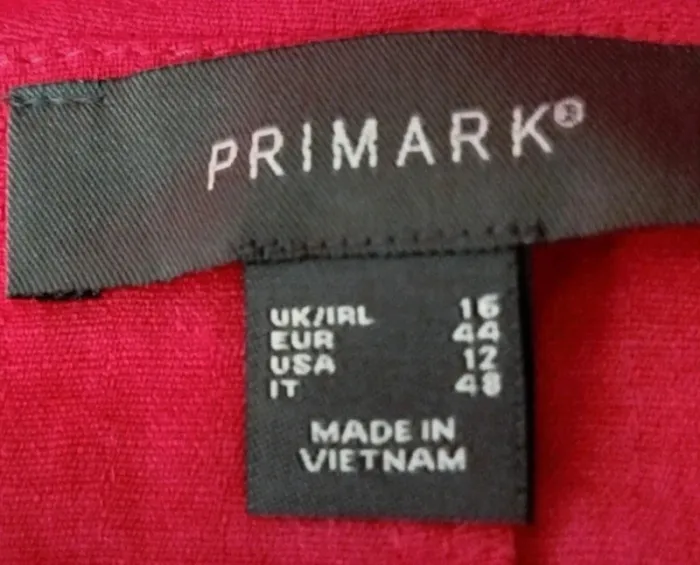 PRIMARK®
UK/IRL 16
EUR 44
USA 12
IT 48
MADE IN
VIETNAM